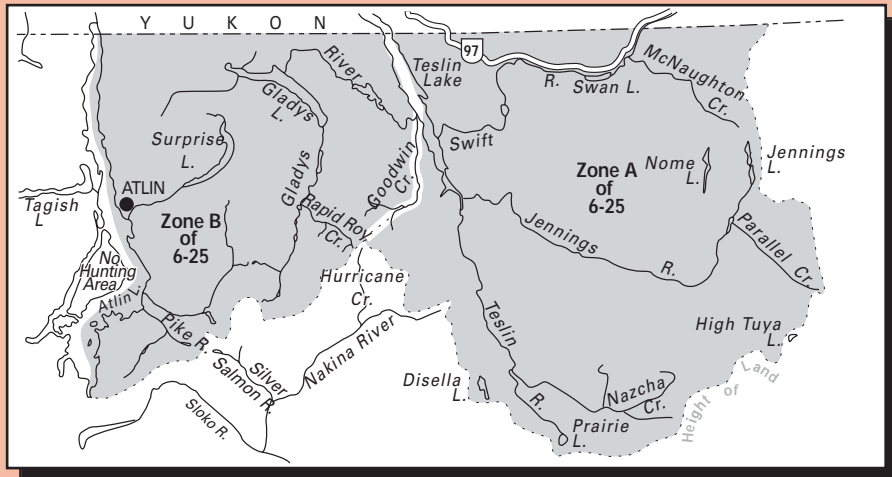 Y U K O N
97
River
Teslin
Lake
R.
Swan L.
McNaughton
Cr.
Gladys
L.
Surprise
L.
Swift
Goodwin
Cr.
Zone A
of
6-25
Nome
L.
Jennings
L.
ATLIN
Tagish
L
Zone B
of
6-25
Gladys
Rapid Roy
Cr.
Jennings
R.
Parallel Cr.
No
Hunting
Area
Atlin L.
Hurricane
Cr.
Pike R.
Silver
Salmon R.
Nakina River
Teslin
R.
High Tuya
L.
Disella
L.
Nazcha
Cr.
Height of Land
Sloko R.
Prairie
L.